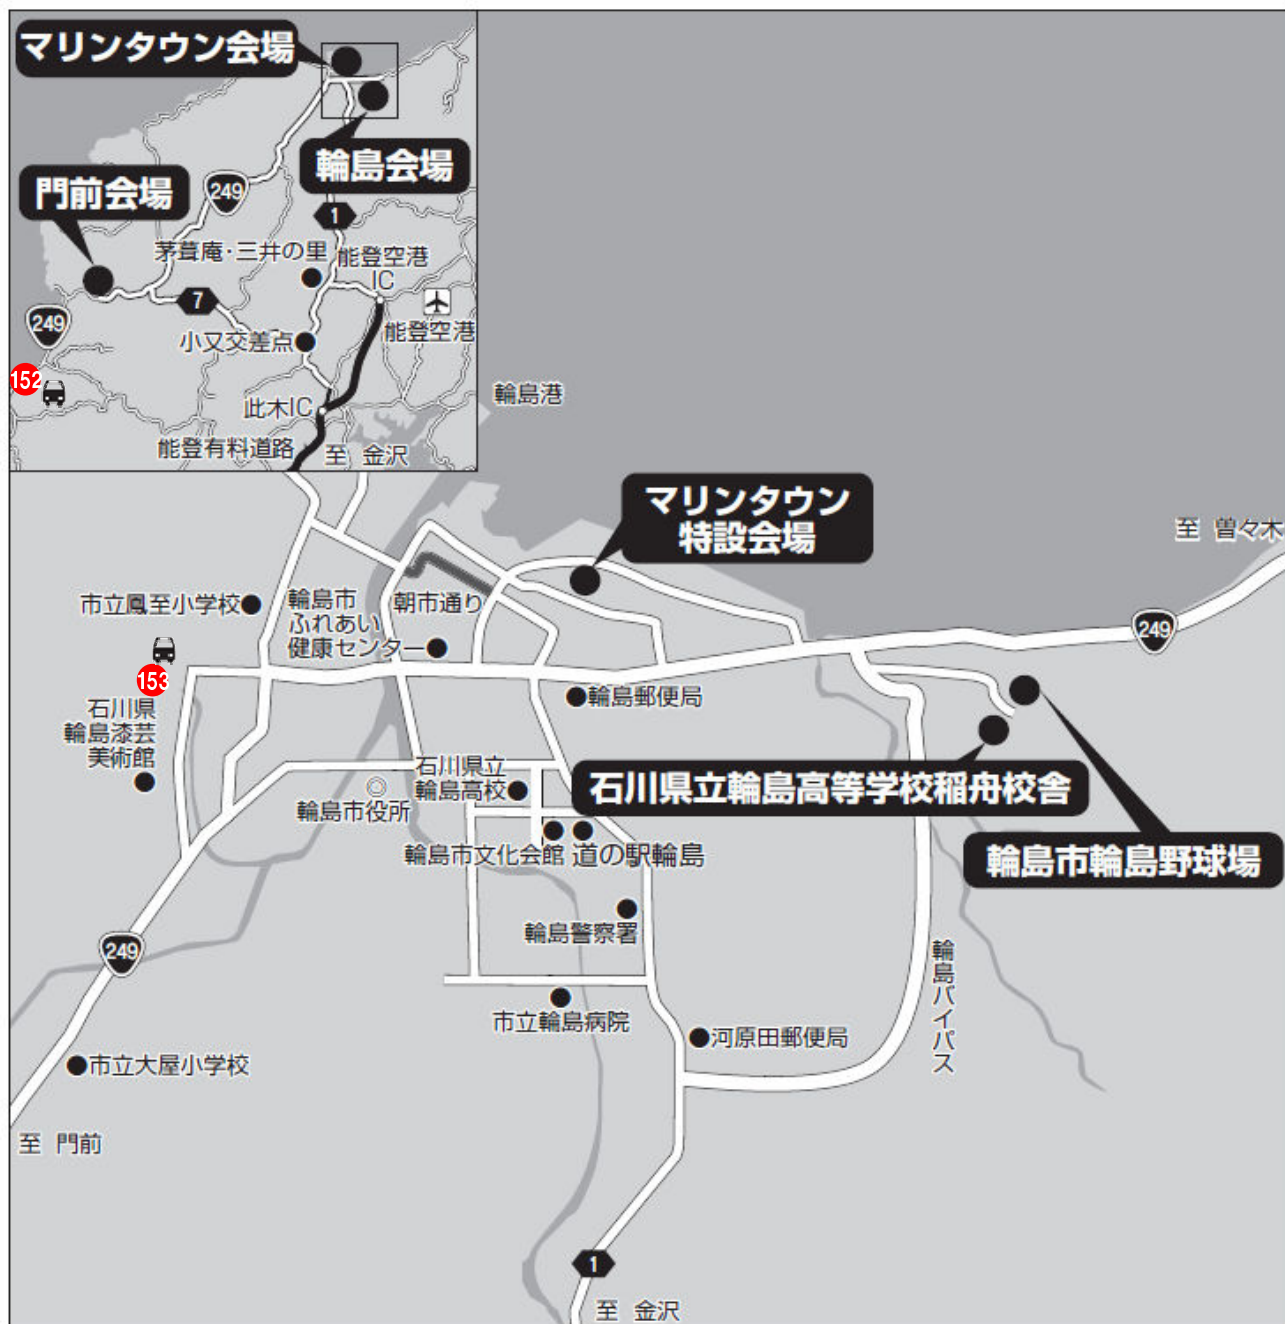 マリンタウン会場
輪島会場
門前会場
249
1
茅葺庵・三井の里
能登空港
IC
7
249
能登空港
小又交差点
152
此木IC
能登有料道路
至 金沢
輪島港
マリンタウン
特設会場
至 曽々木
市立鳳至小学校
輪島市
ふれあい
健康センター
朝市通り
249
153
石川県
輪島漆芸
美術館
輪島郵便局
石川県立
輪島高校
石川県立輪島高等学校稲舟校舎
輪島市役所
輪島市文化会館
道の駅輪島
輪島市輪島野球場
輪島警察署
249
輪島バイパス
市立輪島病院
河原田郵便局
市立大屋小学校
至 門前
1
至 金沢